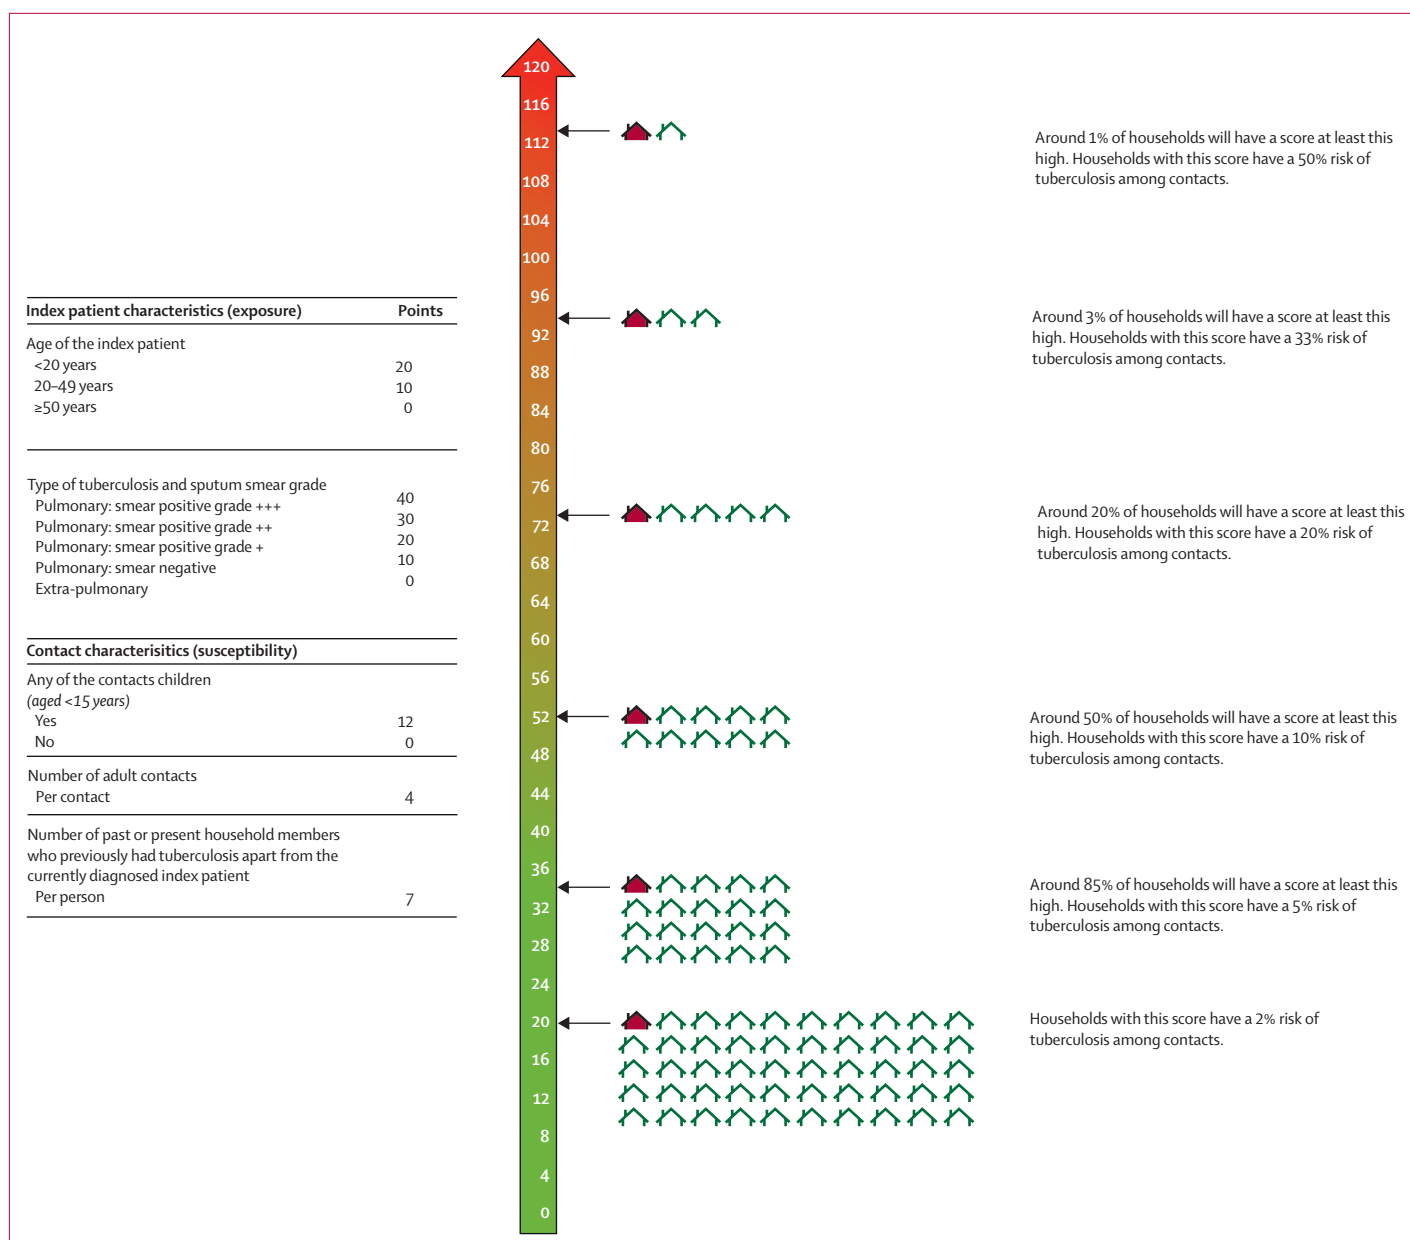 Index patient characteristics (exposure) Points
Age of the index patient
<20 years 20
20–49 years 10
≥50 years 0
Type of tuberculosis and sputum smear grade
Pulmonary: smear positive grade +++ 40
Pulmonary: smear positive grade ++ 30
Pulmonary: smear positive grade + 20
Pulmonary: smear negative 10
Extra-pulmonary 0
Contact characterisitics (susceptibility)
Any of the contacts children
(aged <15 years)
Yes 12
No 0
Number of adult contacts
Per contact 4
Number of past or present household members
who previously had tuberculosis apart from the
currently diagnosed index patient
Per person 7
120
116
112
108
104
100
96
92
88
84
80
76
72
68
64
60
56
52
48
44
40
36
32
28
24
20
16
12
8
4
0
Around 1% of households will have a score at least this
high. Households with this score have a 50% risk of
tuberculosis among contacts.
Around 3% of households will have a score at least this
high. Households with this score have a 33% risk of
tuberculosis among contacts.
Around 20% of households will have a score at least this
high. Households with this score have a 20% risk of
tuberculosis among contacts.
Around 50% of households will have a score at least this
high. Households with this score have a 10% risk of
tuberculosis among contacts.
Around 85% of households will have a score at least this
high. Households with this score have a 5% risk of
tuberculosis among contacts.
Households with this score have a 2% risk of
tuberculosis among contacts.